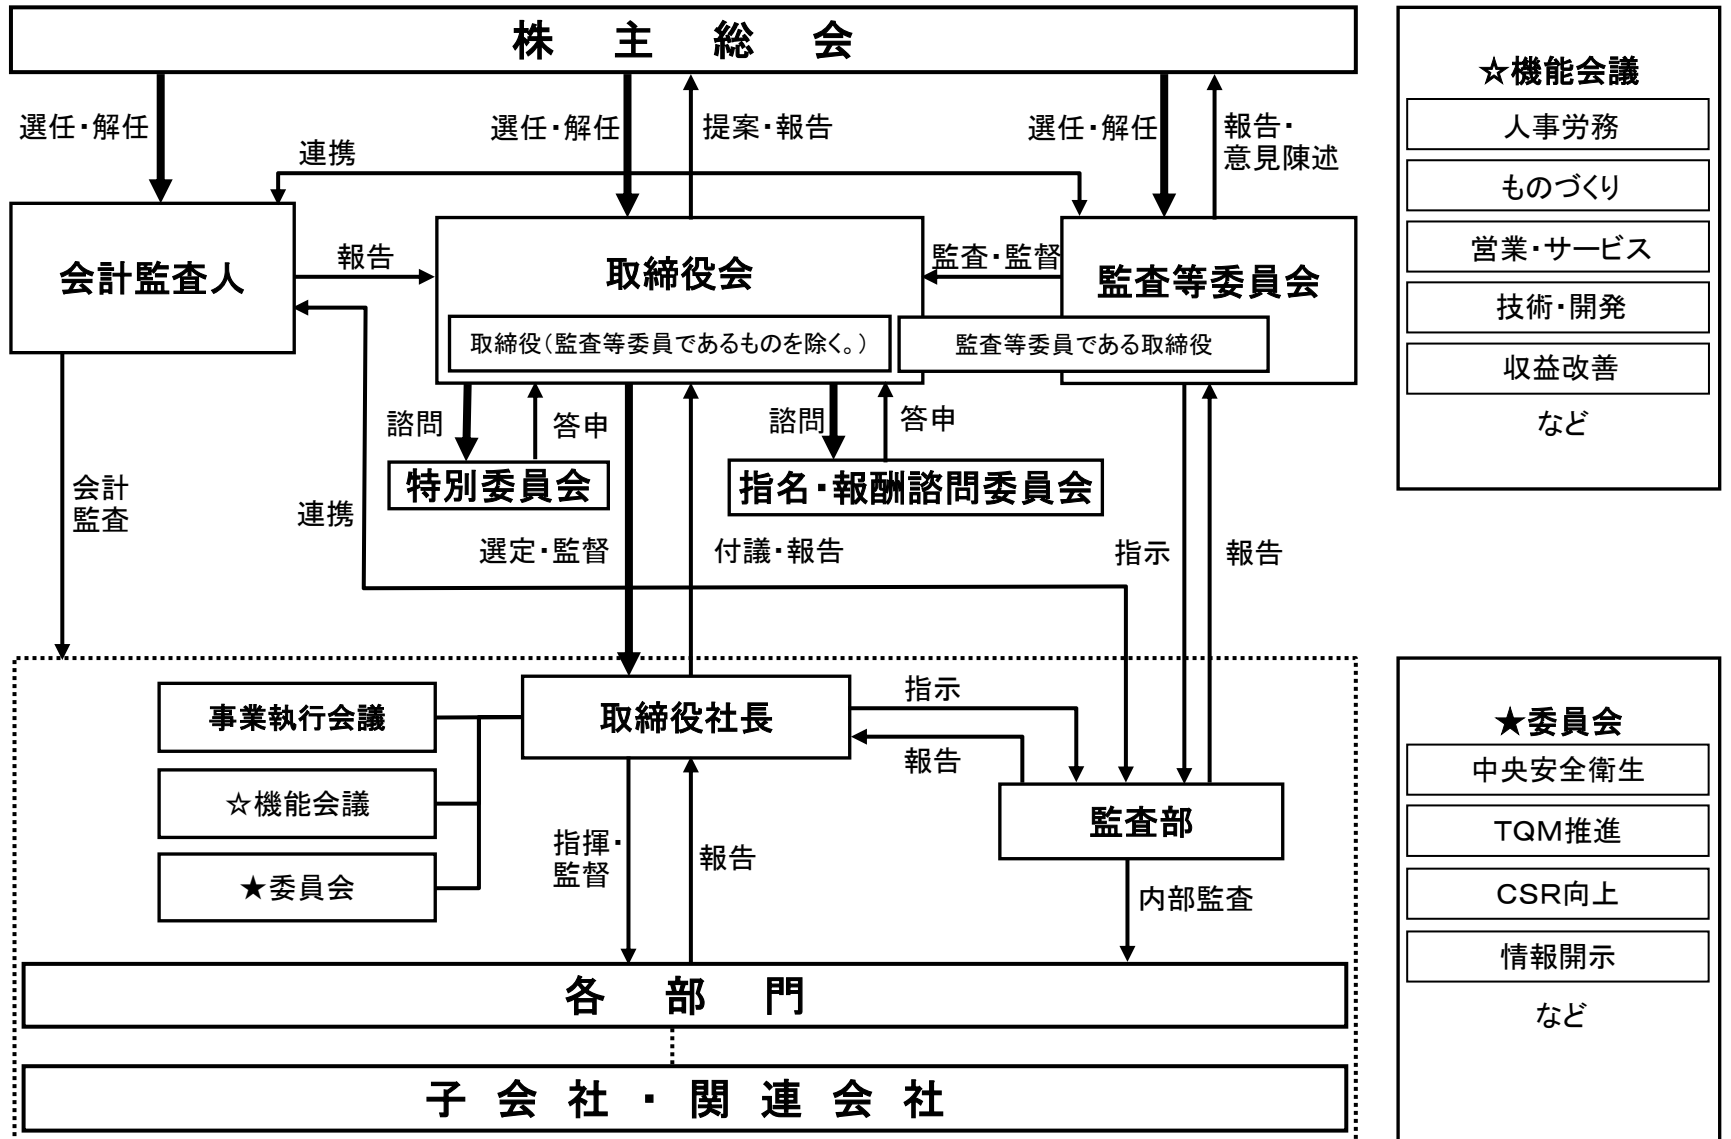 株主総会
選任・解任
選任・解任
提案・報告
選任・解任
報告・
意見陳述
連携
会計監査人
報告
取締役会
監査・監督
監査等委員会
取締役（監査等委員であるものを除く。）
監査等委員である取締役
諮問
答申
諮問
答申
特別委員会
指名・報酬諮問委員会
会計
監査
連携
選定・監督
付議・報告
指示
報告
事業執行会議
取締役社長
指示
報告
☆機能会議
監査部
★委員会
指揮・
監督
報告
内部監査
各部門
子会社・関連会社
☆機能会議
人事労務
ものづくり
営業・サービス
技術・開発
収益改善
など
★委員会
中央安全衛生
TQM推進
CSR向上
情報開示
など